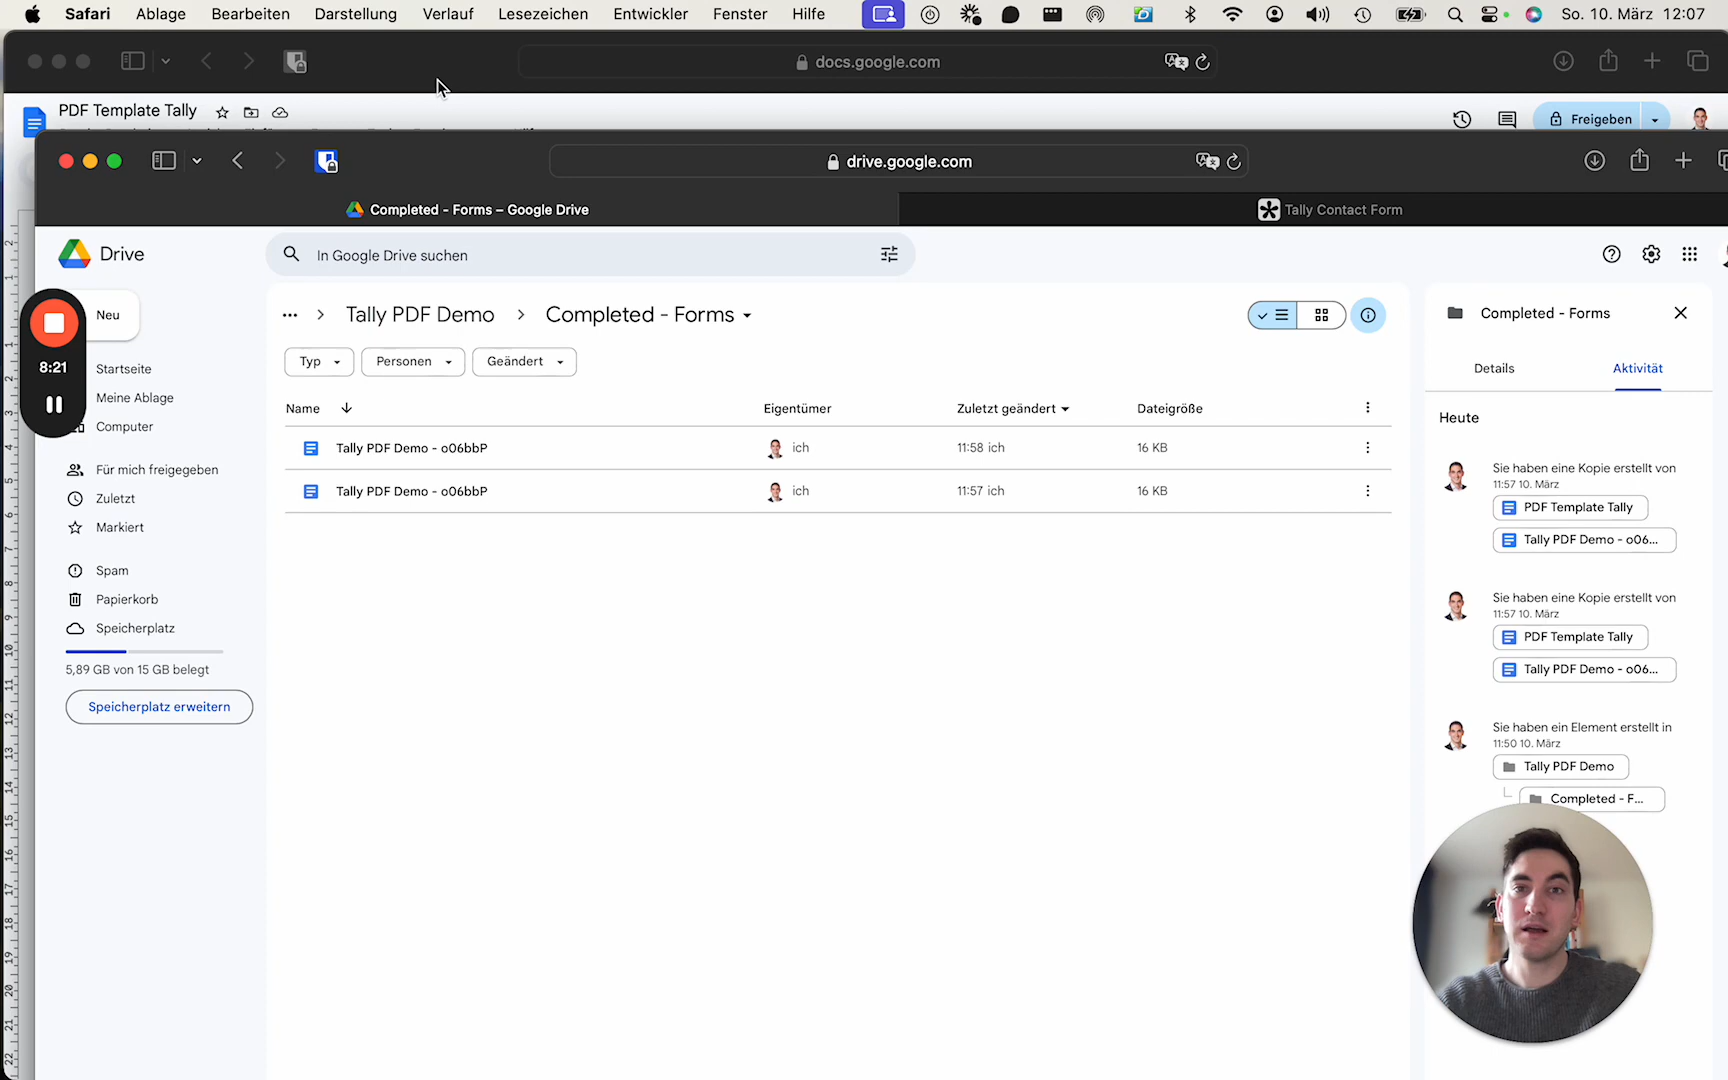 Safari Ablage Bearbeiten Darstellung Verlauf Lesezeichen Entwickler Fenster Hilfe So. 10. März 12:07
docs.google.com
PDF Template Tally
Freigeben
drive.google.com
Completed - Forms – Google Drive
Tally Contact Form
Drive
In Google Drive suchen
Neu
8:21
Startseite
Meine Ablage
Computer
Für mich freigegeben
Zuletzt
Markiert
Spam
Papierkorb
Speicherplatz
5,89 GB von 15 GB belegt
Speicherplatz erweitern
... Tally PDF Demo Completed - Forms
Typ Personen Geändert
Name Eigentümer Zuletzt geändert Dateigröße
Tally PDF Demo - o06bbP ich 11:58 ich 16 KB
Tally PDF Demo - o06bbP ich 11:57 ich 16 KB
Completed - Forms
Details Aktivität
Heute
Sie haben eine Kopie erstellt von
11:57 10. März
PDF Template Tally
Tally PDF Demo - o06...
Sie haben eine Kopie erstellt von
11:57 10. März
PDF Template Tally
Tally PDF Demo - o06...
Sie haben ein Element erstellt in
11:50 10. März
Tally PDF Demo
Completed - F...